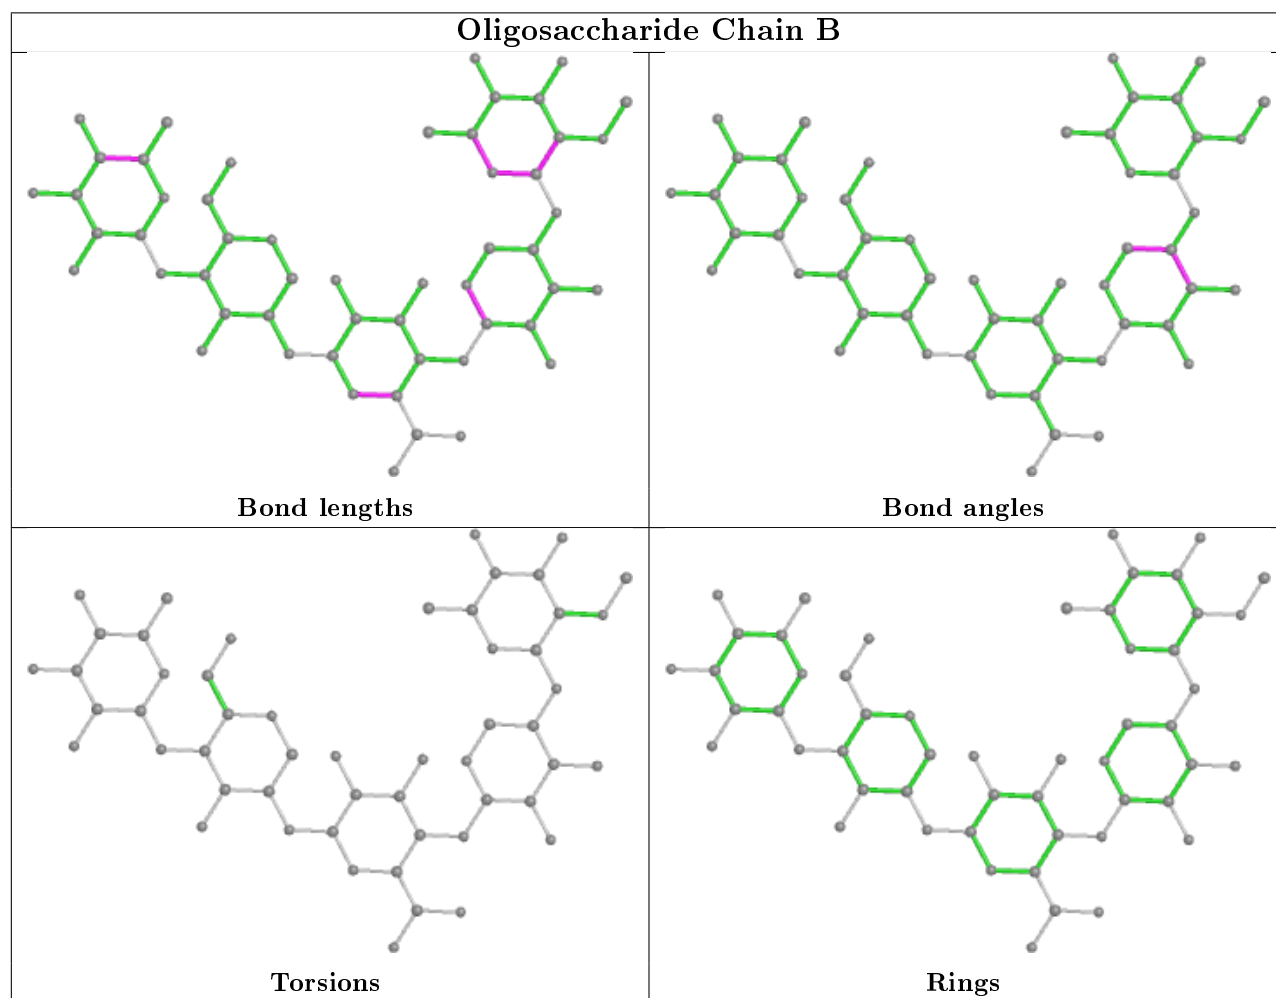 Oligosaccharide Chain B
Bond lengths
Bond angles
Torsions
Rings